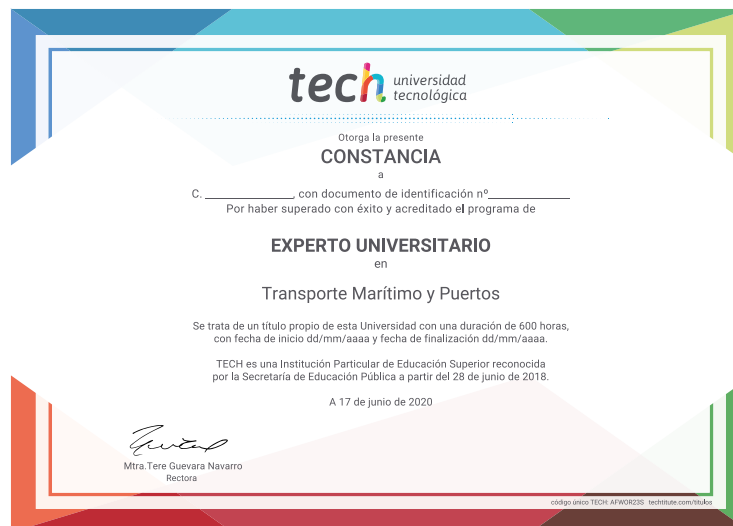 tech universidad
tecnológica
Otorga la presente
CONSTANCIA
a
C. ______________, con documento de identificación nº______________
Por haber superado con éxito y acreditado el programa de
EXPERTO UNIVERSITARIO
en
Transporte Marítimo y Puertos
Se trata de un título propio de esta Universidad con una duración de 600 horas,
con fecha de inicio dd/mm/aaaa y fecha de finalización dd/mm/aaaa.
TECH es una Institución Particular de Educación Superior reconocida
por la Secretaría de Educación Pública a partir del 28 de junio de 2018.
A 17 de junio de 2020
Mtra.Tere Guevara Navarro
Rectora
código único TECH: AFWOR23S techtitute.com/titulos